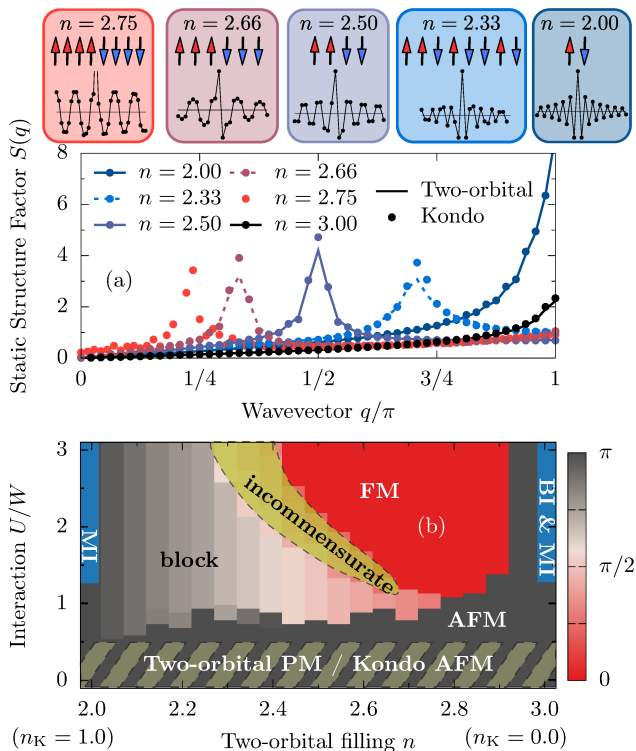 n = 2.75
n = 2.66
n = 2.50
n = 2.33
n = 2.00
Static Structure Factor S(q)
8
6
4
2
0
n = 2.00
n = 2.33
n = 2.50
n = 2.66
n = 2.75
n = 3.00
Two-orbital
Kondo
(a)
0
1/4
1/2
3/4
1
Wavevector q/π
Interaction U/W
3
2
1
0
MI
block
incommensurate
FM
(b)
AFM
BI & MI
Two-orbital PM / Kondo AFM
π
π/2
0
2.0
2.2
2.4
2.6
2.8
3.0
(nK = 1.0)
Two-orbital filling n
(nK = 0.0)